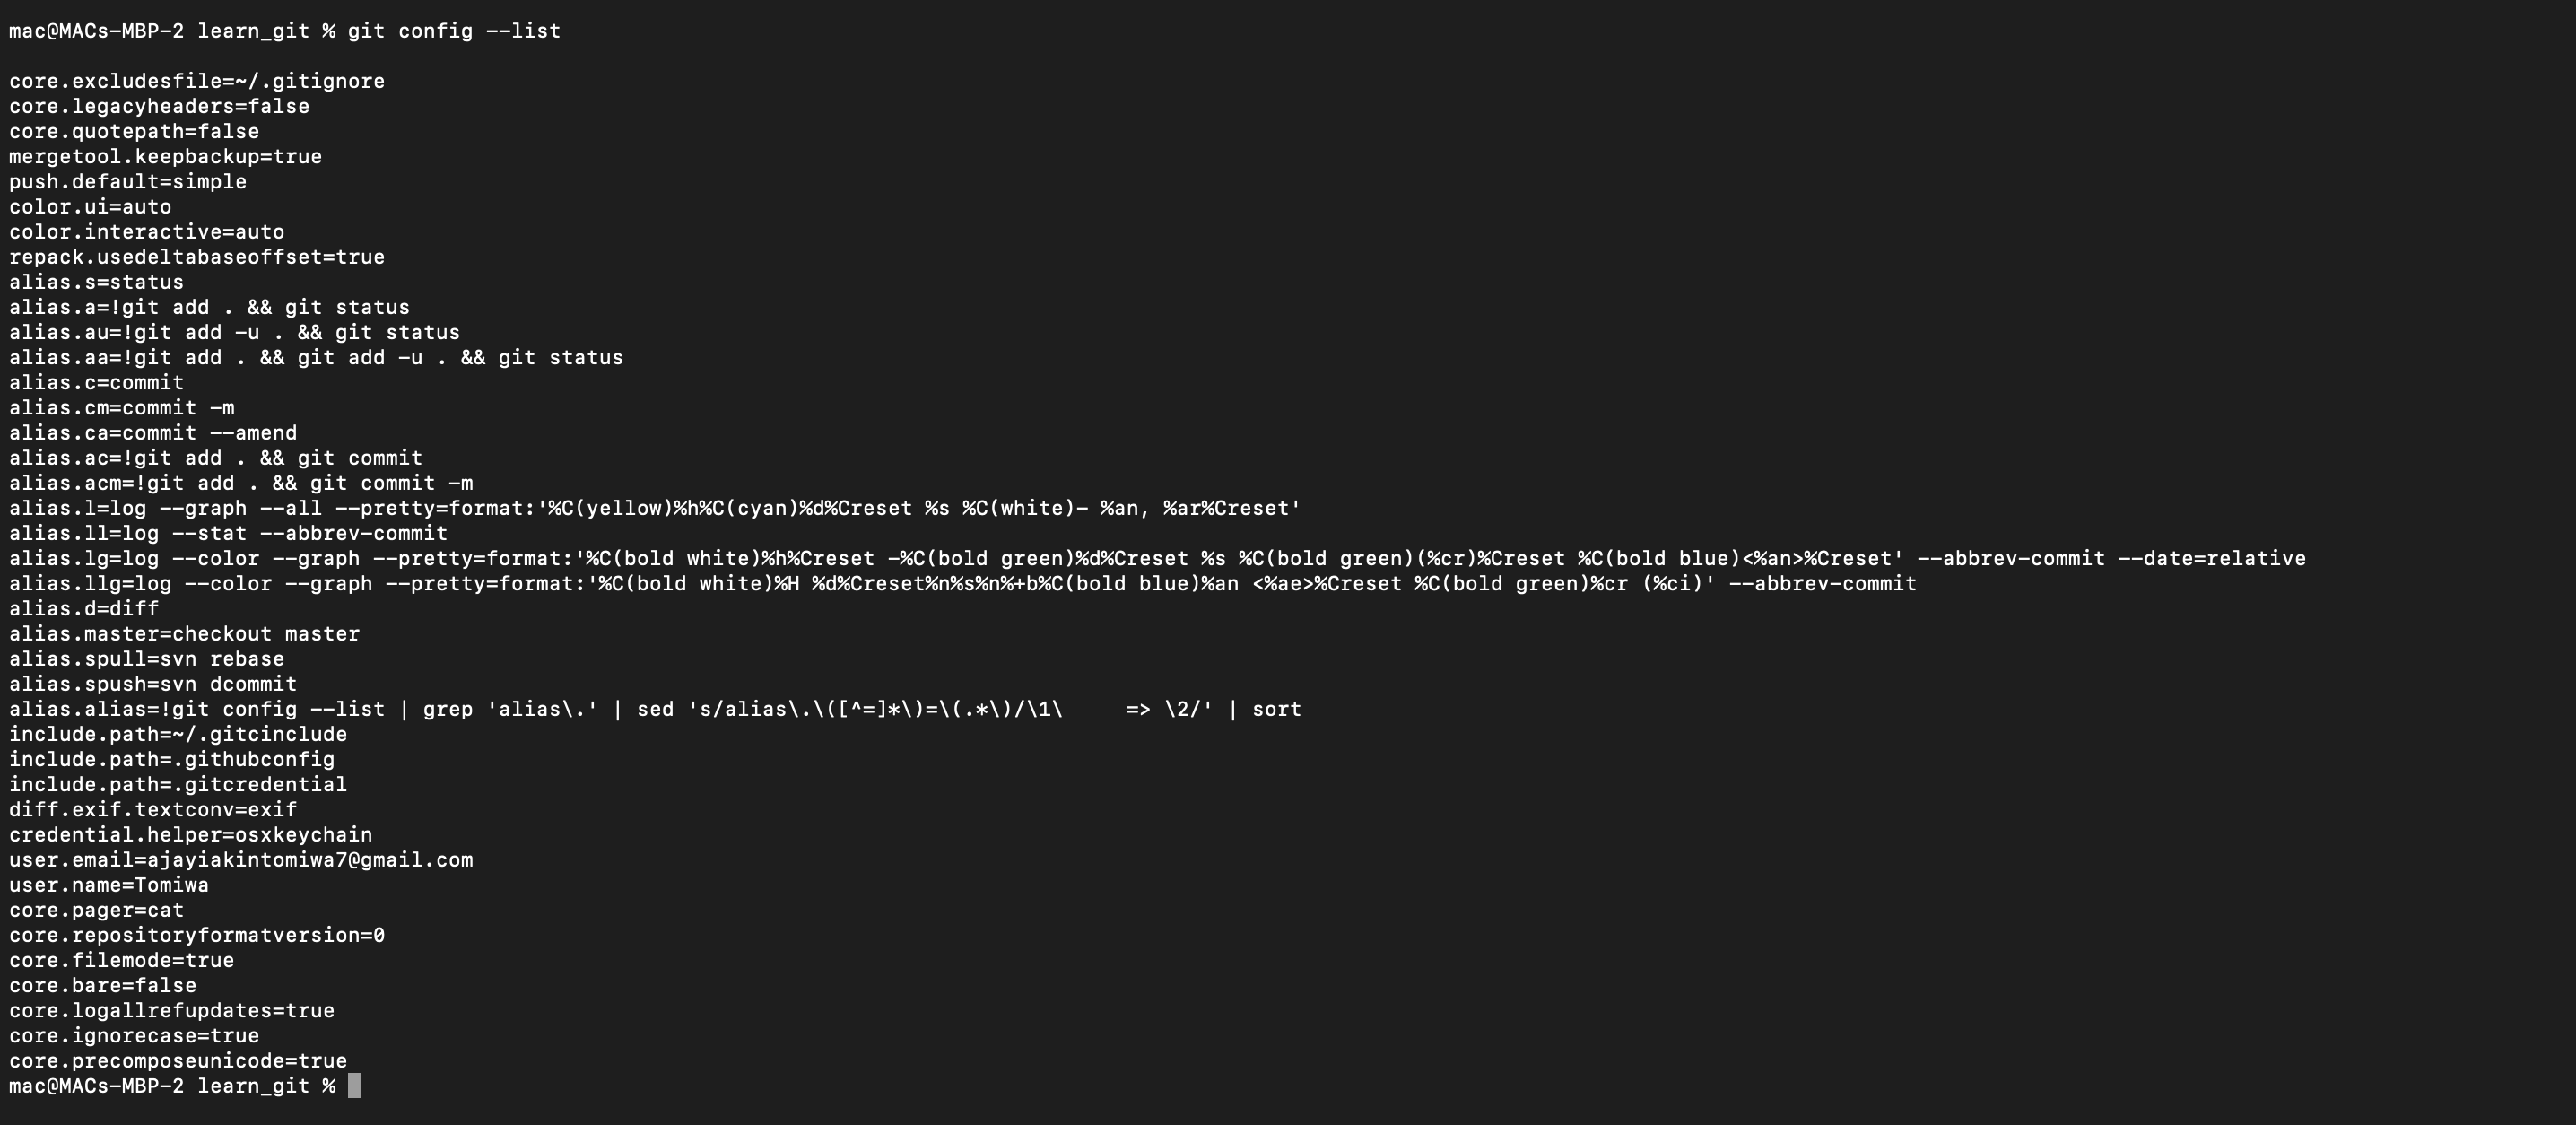 mac@MACs-MBP-2 learn_git % git config --list
core.excludesfile=~/.gitignore
core.legacyheaders=false
core.quotepath=false
mergetool.keepbackup=true
push.default=simple
color.ui=auto
color.interactive=auto
repack.usedeltabaseoffset=true
alias.s=status
alias.a=!git add . && git status
alias.au=!git add -u . && git status
alias.aa=!git add . && git add -u . && git status
alias.c=commit
alias.cm=commit -m
alias.ca=commit --amend
alias.ac=!git add . && git commit
alias.acm=!git add . && git commit -m
alias.l=log --graph --all --pretty=format:'%C(yellow)%h%C(cyan)%d%Creset %s %C(white)- %an, %ar%Creset'
alias.ll=log --stat --abbrev-commit
alias.lg=log --color --graph --pretty=format:'%C(bold white)%h%Creset -%C(bold green)%d%Creset %s %C(bold green)(%cr)%Creset %C(bold blue)<%an>%Creset' --abbrev-commit --date=relative
alias.llg=log --color --graph --pretty=format:'%C(bold white)%H %d%Creset%n%s%n%+b%C(bold blue)%an <%ae>%Creset %C(bold green)%cr (%ci)' --abbrev-commit
alias.d=diff
alias.master=checkout master
alias.spull=svn rebase
alias.spush=svn dcommit
alias.alias=!git config --list | grep 'alias\.' | sed 's/alias\.\([^=]*\)=\(.*\)/\1\     => \2/' | sort
include.path=~/.gitcinclude
include.path=.githubconfig
include.path=.gitcredential
diff.exif.textconv=exif
credential.helper=osxkeychain
user.email=ajayiakintomiwa7@gmail.com
user.name=Tomiwa
core.pager=cat
core.repositoryformatversion=0
core.filemode=true
core.bare=false
core.logallrefupdates=true
core.ignorecase=true
core.precomposeunicode=true
mac@MACs-MBP-2 learn_git %